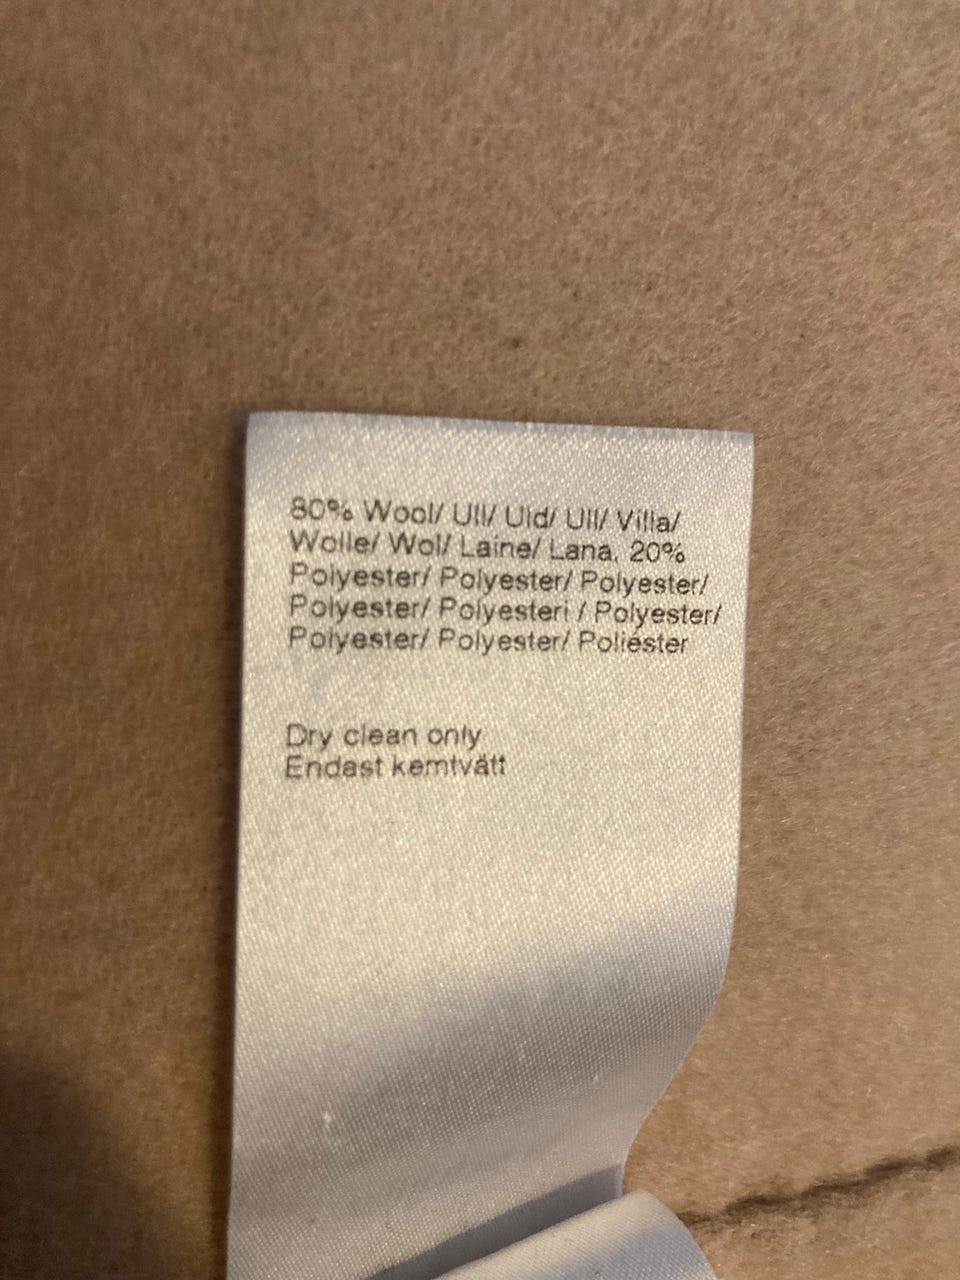 80% Wool/ Ull/ Uld/ Ull/ Villa/
Wolle/ Wol/ Laine/ Lana, 20%
Polyester/ Polyester/ Polyester/
Polyester/ Polyesteri / Polyester/
Polyester/ Polyester/ Poliéster
Dry clean only
Endast kemtvätt